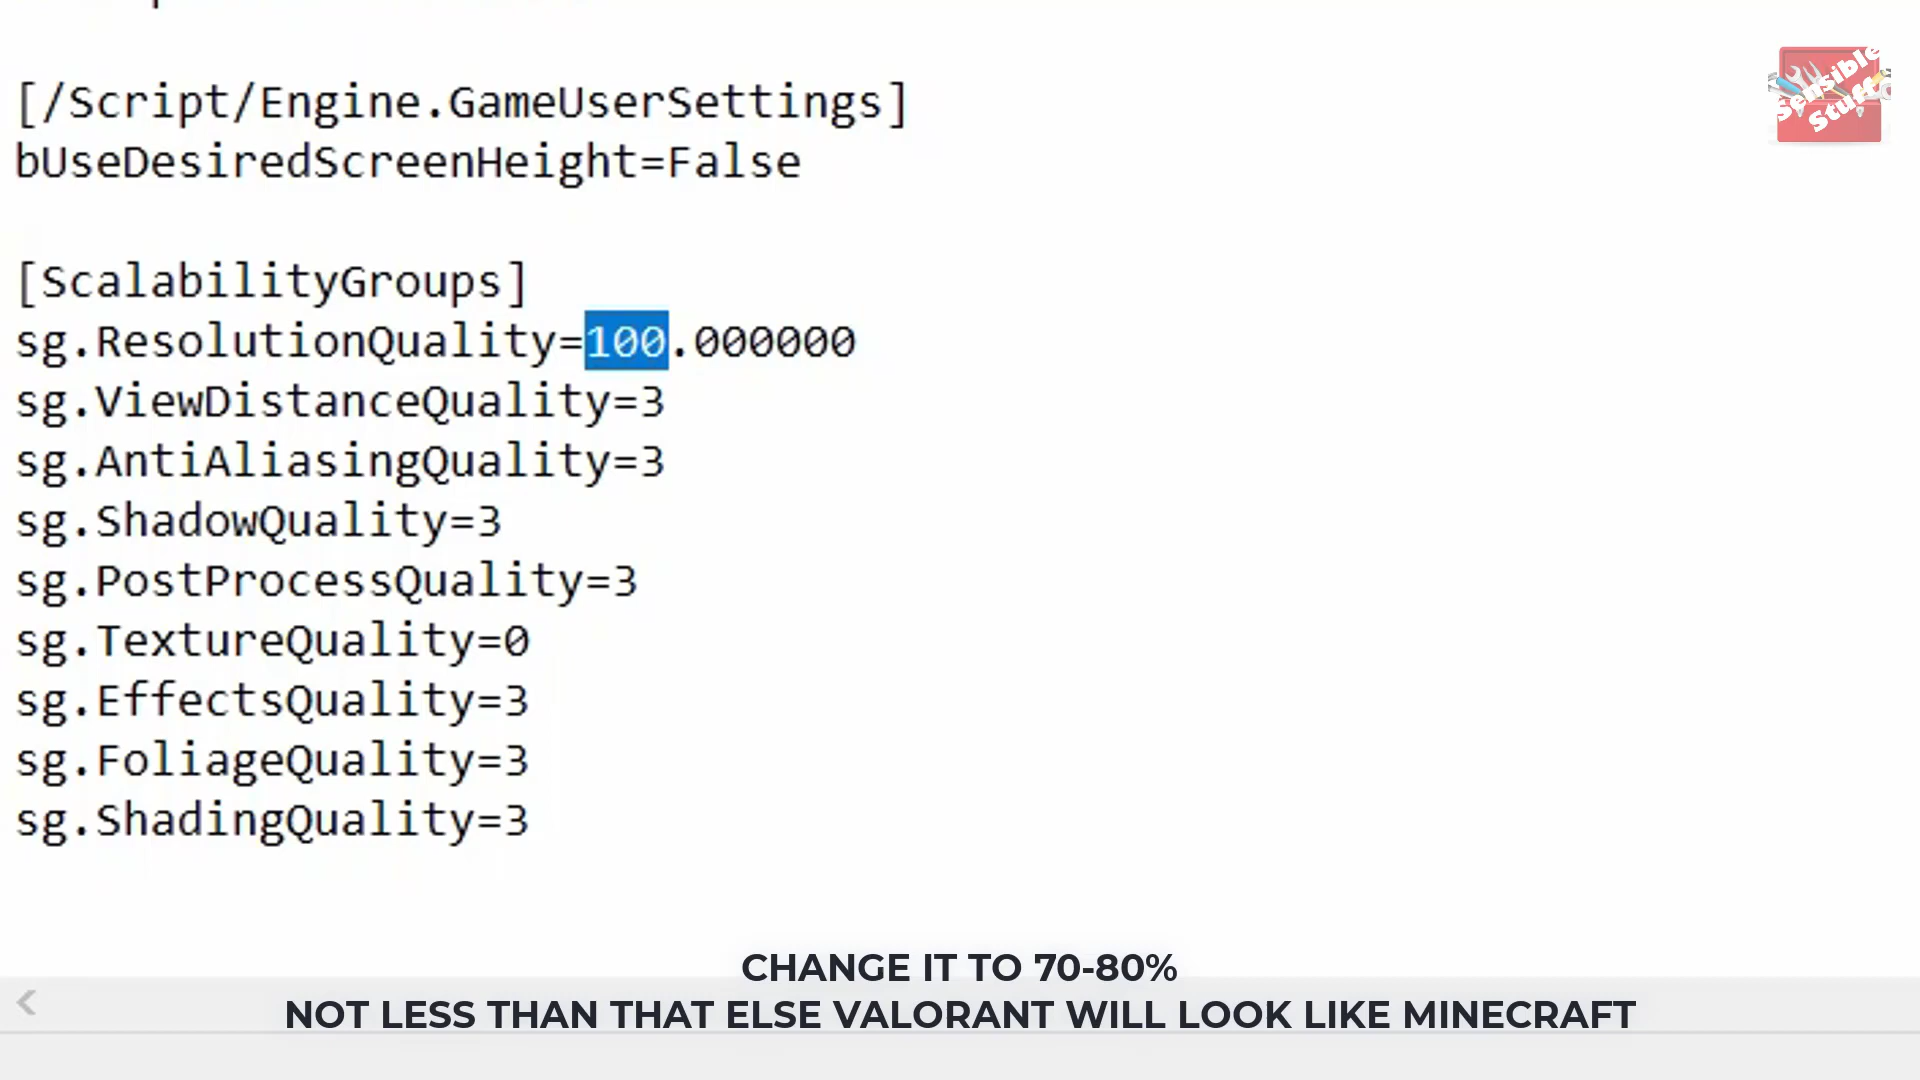 [/Script/Engine.GameUserSettings]
bUseDesiredScreenHeight=False
[ScalabilityGroups]
sg.ResolutionQuality=100.000000
sg.ViewDistanceQuality=3
sg.AntiAliasingQuality=3
sg.ShadowQuality=3
sg.PostProcessQuality=3
sg.TextureQuality=0
sg.EffectsQuality=3
sg.FoliageQuality=3
sg.ShadingQuality=3
Sensible
Stuff
CHANGE IT TO 70-80%
NOT LESS THAN THAT ELSE VALORANT WILL LOOK LIKE MINECRAFT